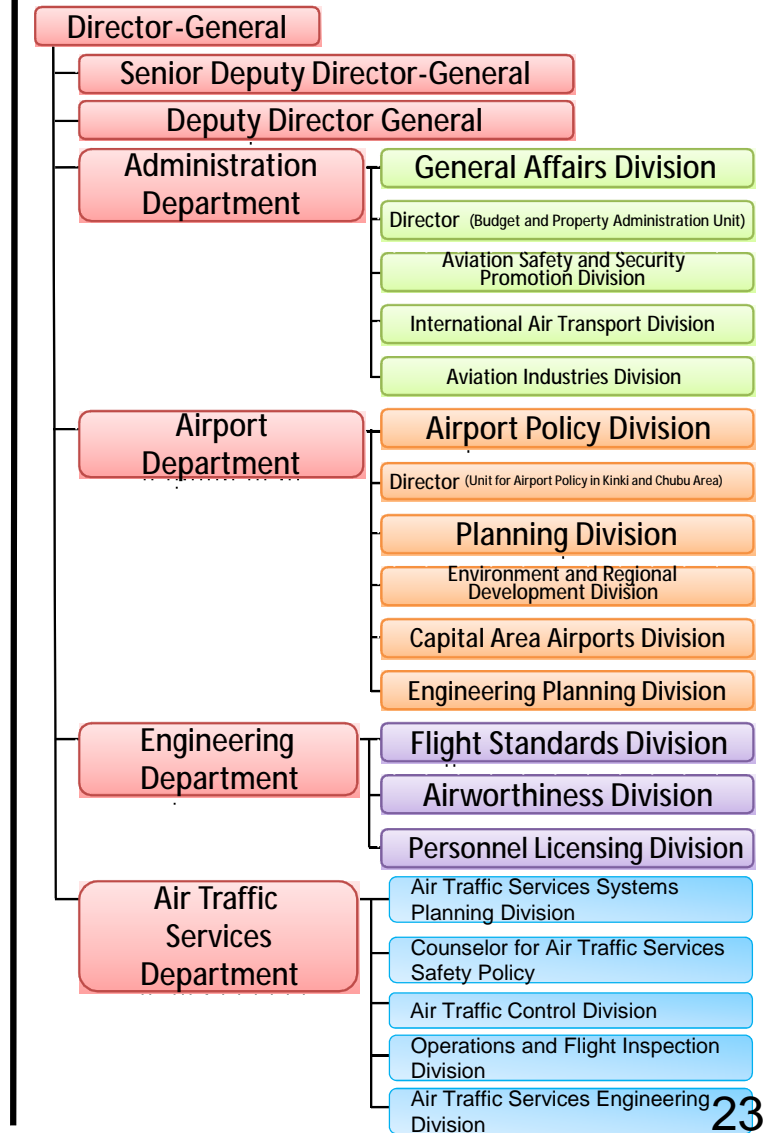 Director-General
Senior Deputy Director-General
Deputy Director General
Administration
Department
General Affairs Division
Director (Budget and Property Administration Unit)
Aviation Safety and Security
Promotion Division
International Air Transport Division
Aviation Industries Division
Airport
Department
Airport Policy Division
Director (Unit for Airport Policy in Kinki and Chubu Area)
Planning Division
Environment and Regional
Development Division
Capital Area Airports Division
Engineering Planning Division
Engineering
Department
Flight Standards Division
Airworthiness Division
Personnel Licensing Division
Air Traffic
Services
Department
Air Traffic Services Systems
Planning Division
Counselor for Air Traffic Services
Safety Policy
Air Traffic Control Division
Operations and Flight Inspection
Division
Air Traffic Services Engineering
Division
23